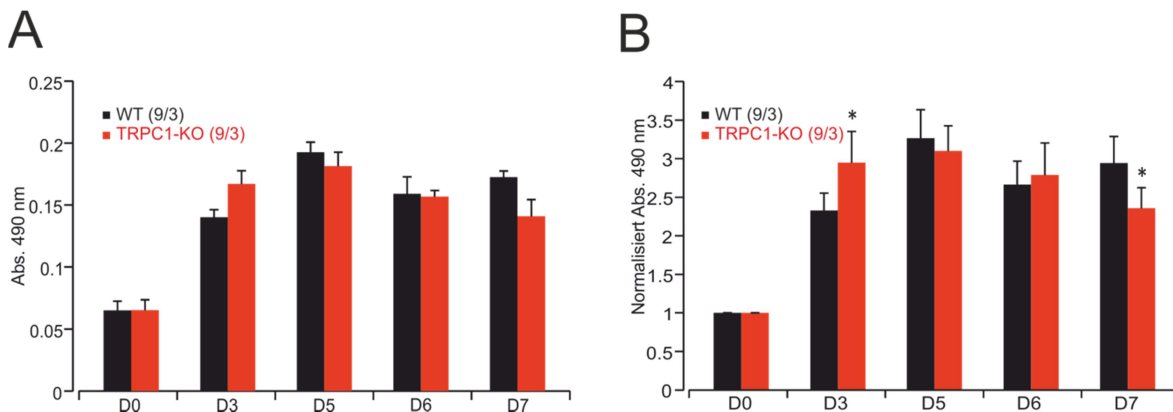 A
0.25
0.2
0.15
0.1
0.05
0
Abs. 490 nm
WT (9/3)
TRPC1-KO (9/3)
D0 D3 D5 D6 D7
B
4
3.5
3
2.5
2
1.5
1
0.5
0
Normalisiert Abs. 490 nm
WT (9/3)
TRPC1-KO (9/3)
*
*
D0 D3 D5 D6 D7